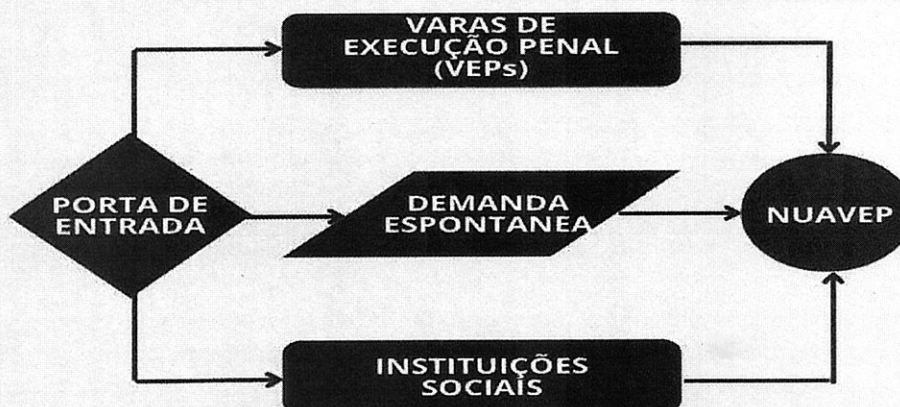 VARAS DE
EXECUÇÃO PENAL
(VEPs)
PORTA DE
ENTRADA
DEMANDA
ESPONTANEA
NUAVEP
INSTITUIÇÕES
SOCIAIS